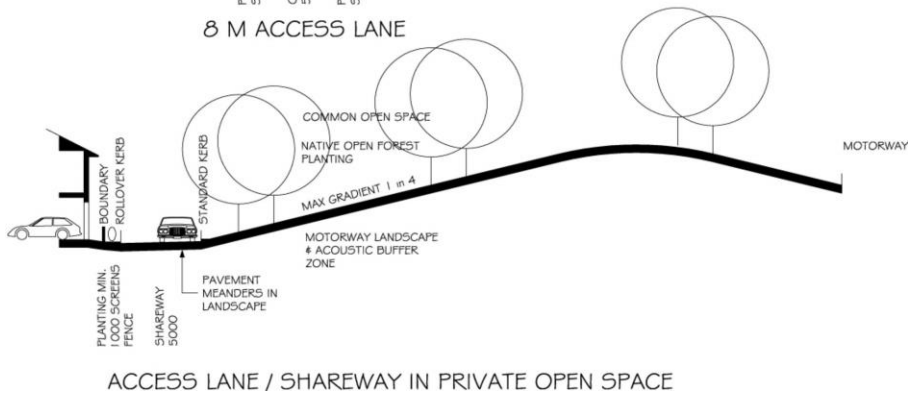 8 M ACCESS LANE
COMMON OPEN SPACE
NATIVE OPEN FOREST
PLANTING
MOTORWAY
BOUNDARY
ROLLOVER KERB
STANDARD KERB
MAX GRADIENT 1 in 4
MOTORWAY LANDSCAPE
& ACOUSTIC BUFFER
ZONE
PLANTING MIN.
1000 SCREENS
FENCE
SHAREWAY
5000
PAVEMENT
MEANDERS IN
LANDSCAPE
ACCESS LANE / SHAREWAY IN PRIVATE OPEN SPACE